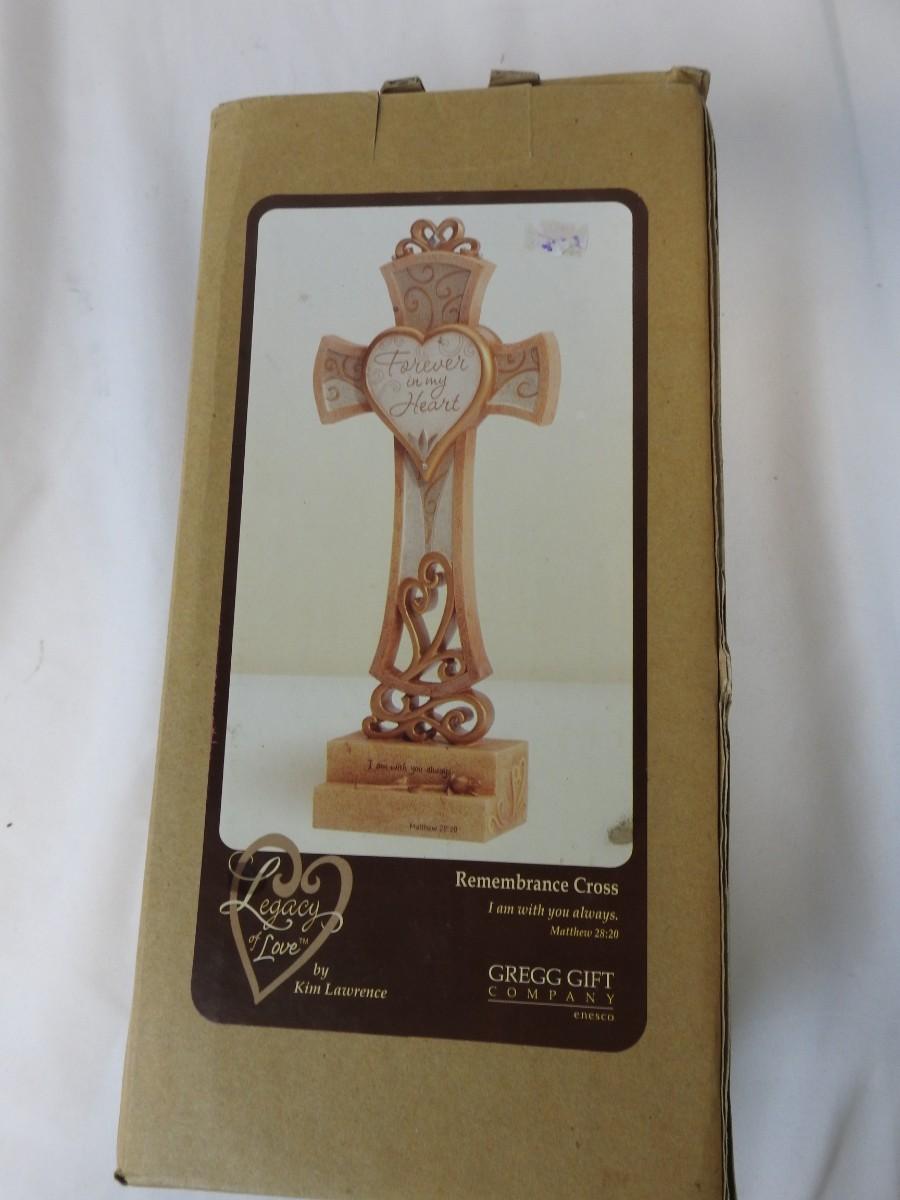 Forever
in my
Heart
I am with you always.
Matthew 28:20
Legacy
of Love™
by
Kim Lawrence
Remembrance Cross
I am with you always.
Matthew 28:20
GREGG GIFT
COMPANY
enesco